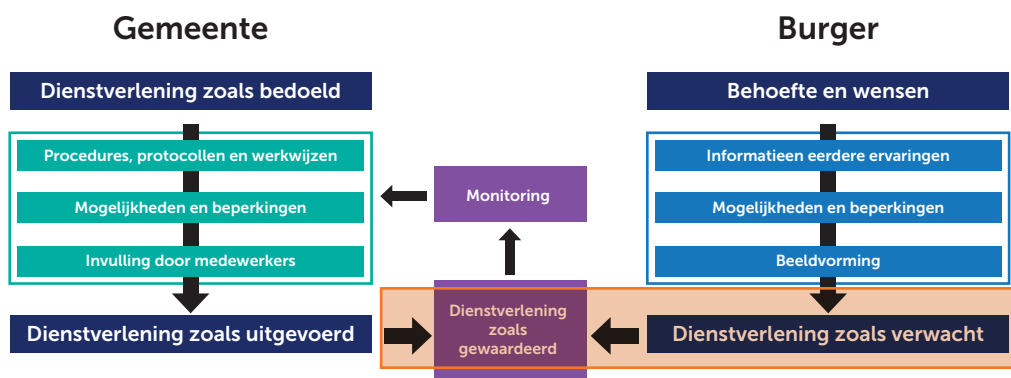 Gemeente
Burger
Dienstverlening zoals bedoeld
Behoefte en wensen
Procedures, protocollen en werkwijzen
Informatieen eerdere ervaringen
Mogelijkheden en beperkingen
Monitoring
Mogelijkheden en beperkingen
Invulling door medewerkers
Beeldvorming
Dienstverlening zoals uitgevoerd
Dienstverlening
zoals
gewaardeerd
Dienstverlening zoals verwacht